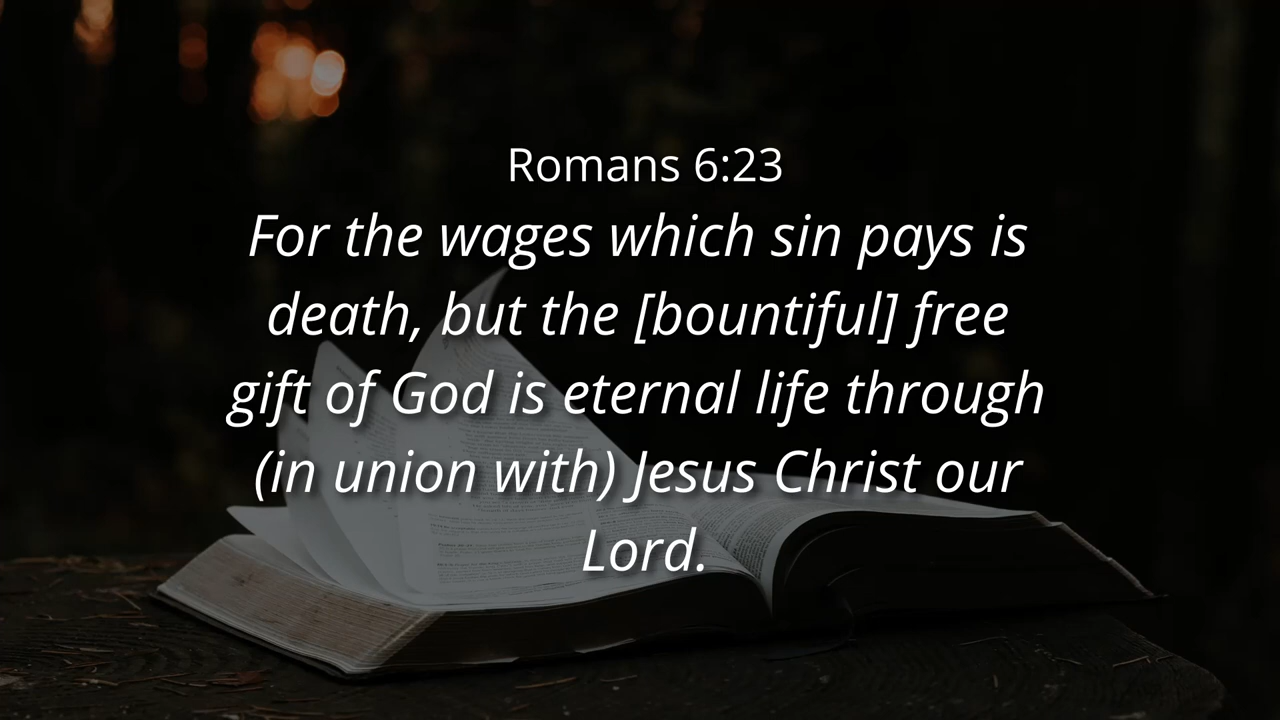 Romans 6:23
For the wages which sin pays is
death, but the [bountiful] free
gift of God is eternal life through
(in union with) Jesus Christ our
Lord.